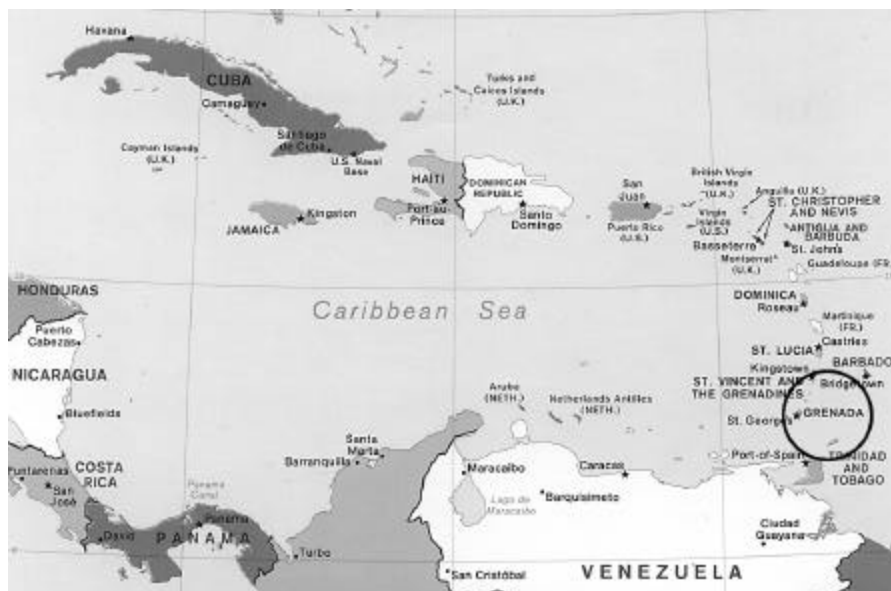 Havana
CUBA
Camaguey
Turks and
Caicos Islands
(U.K.)
Cayman Islands
(U.K.)
Santiago
de Cuba
U.S. Naval
Base
HAITI
DOMINICAN
REPUBLIC
San
Juan
British Virgin
Islands
(U.K.)
Anguilla (U.K.)
ST. CHRISTOPHER
AND NEVIS
JAMAICA
Kingston
Port-au-
Prince
Santo
Domingo
Puerto Rico
(U.S.)
Virgin
Islands
(U.S.)
ANTIGUA AND
BARBUDA
Basseterre
St. John's
Montserrat
(U.K.)
Guadeloupe (FR.
HONDURAS
Caribbean Sea
DOMINICA
Roseau
Puerto
Cabezas
Martinique
(FR.)
Castries
ST. LUCIA
NICARAGUA
Kingstown
BARBADO
ST. VINCENT AND
THE GRENADINES
Bridgetown
Aruba
(NETH.)
Netherlands Antilles
(NETH.)
Bluefields
St. Georges
GRENADA
Santa
Marta
Barranquilla
Port-of-Spain
TRINIDAD
AND
TOBAGO
Puntarenas
COSTA
RICA
San
José
Maracaibo
Caracas
Panama
Canal
Lago de
Maracaibo
Barquisimeto
Panama
David
PANAMA
Turbo
Ciudad
Guayana
San Cristóbal
VENEZUELA